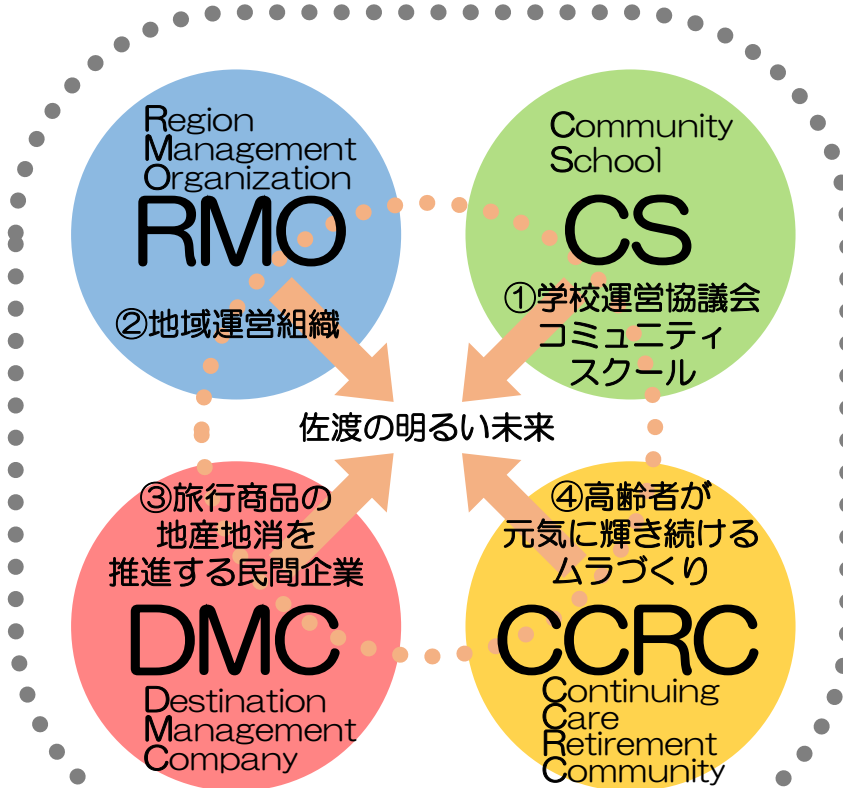 Region
Management
Organization
RMO
②地域運営組織
Community
School
CS
①学校運営協議会
コミュニティ
スクール
佐渡の明るい未来
③旅行商品の
地産地消を
推進する民間企業
DMC
Destination
Management
Company
④高齢者が
元気に輝き続ける
ムラづくり
CCRC
Continuing
Care
Retirement
Community